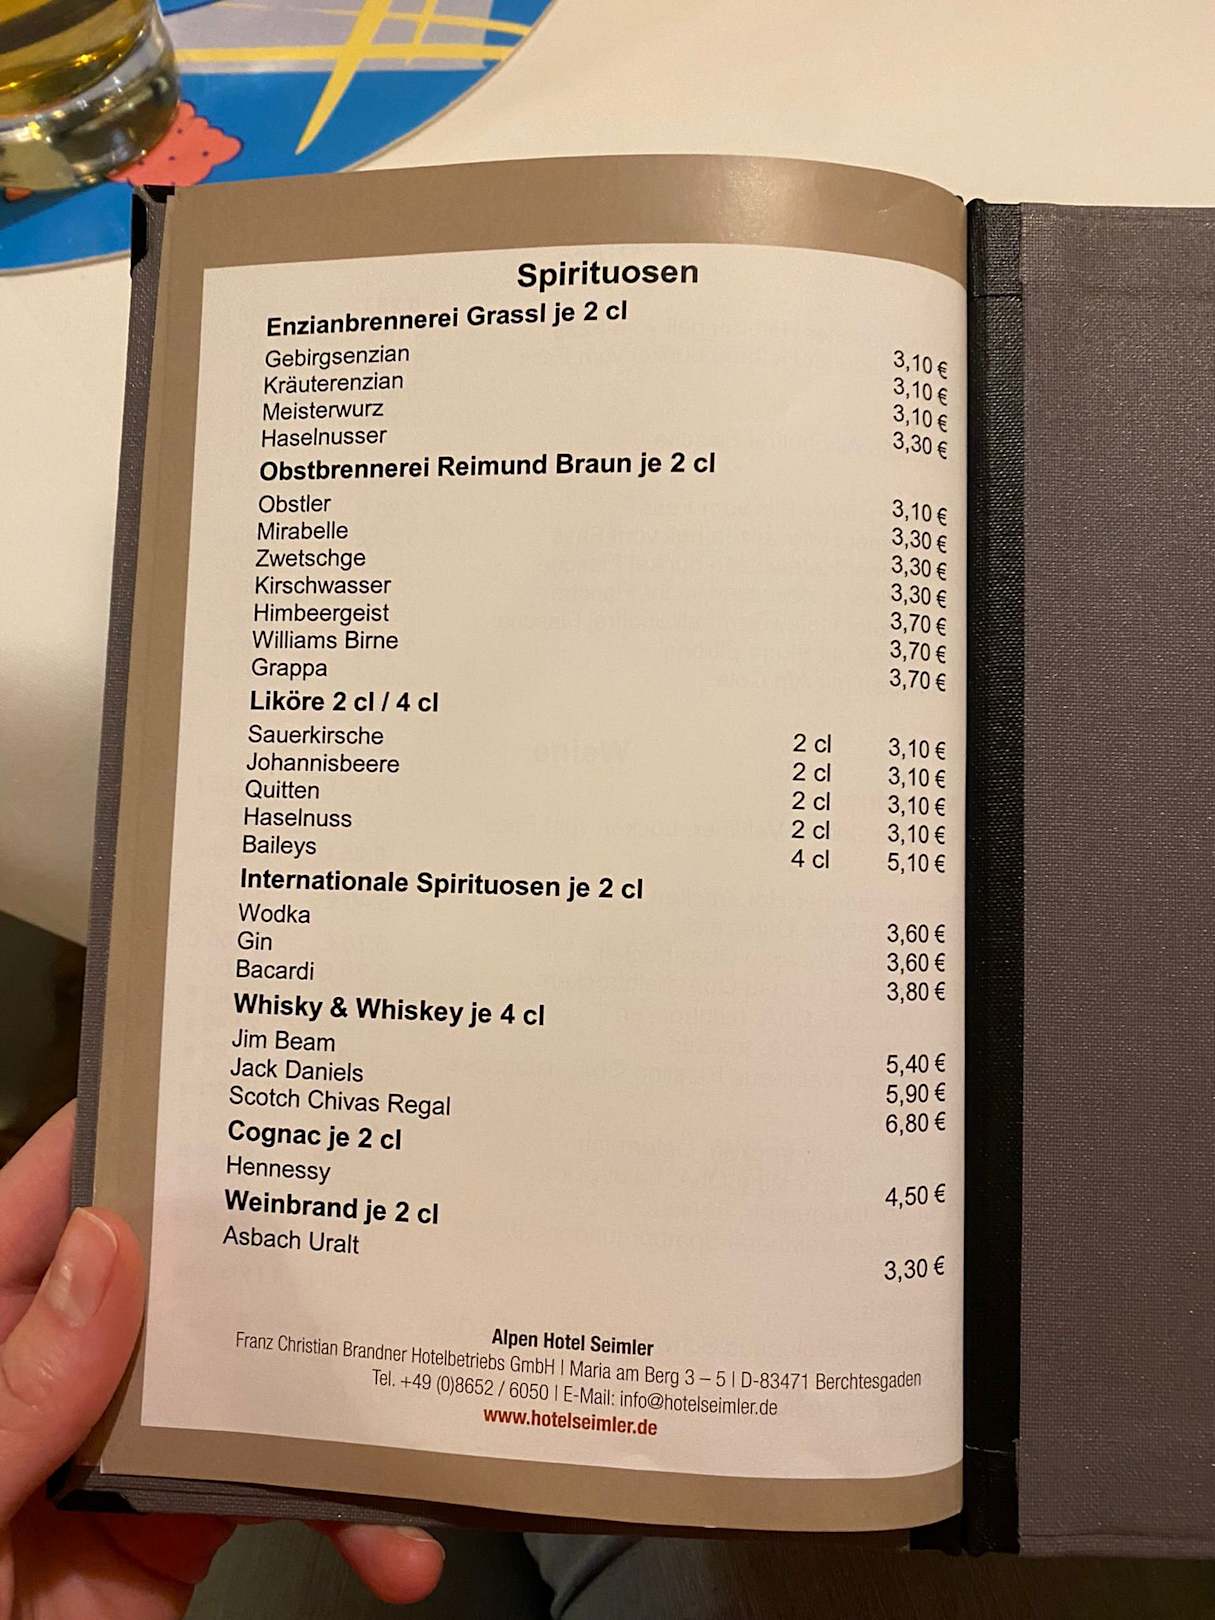 Spirituosen
Enzianbrennerei Grassl je 2 cl
Gebirgsenzian 3,10 €
Kräuterenzian 3,10 €
Meisterwurz 3,10 €
Haselnusser 3,30 €
Obstbrennerei Reimund Braun je 2 cl
Obstler 3,10 €
Mirabelle 3,30 €
Zwetschge 3,30 €
Kirschwasser 3,30 €
Himbeergeist 3,70 €
Williams Birne 3,70 €
Grappa 3,70 €
Liköre 2 cl / 4 cl
Sauerkirsche 2 cl 3,10 €
Johannisbeere 2 cl 3,10 €
Quitten 2 cl 3,10 €
Haselnuss 2 cl 3,10 €
Baileys 4 cl 5,10 €
Internationale Spirituosen je 2 cl
Wodka 3,60 €
Gin 3,60 €
Bacardi 3,80 €
Whisky & Whiskey je 4 cl
Jim Beam 5,40 €
Jack Daniels 5,90 €
Scotch Chivas Regal 6,80 €
Cognac je 2 cl
Hennessy 4,50 €
Weinbrand je 2 cl
Asbach Uralt 3,30 €
Alpen Hotel Seimler
Franz Christian Brandner Hotelbetriebs GmbH | Maria am Berg 3 – 5 | D-83471 Berchtesgaden
Tel. +49 (0)8652 / 6050 | E-Mail: info@hotelseimler.de
www.hotelseimler.de